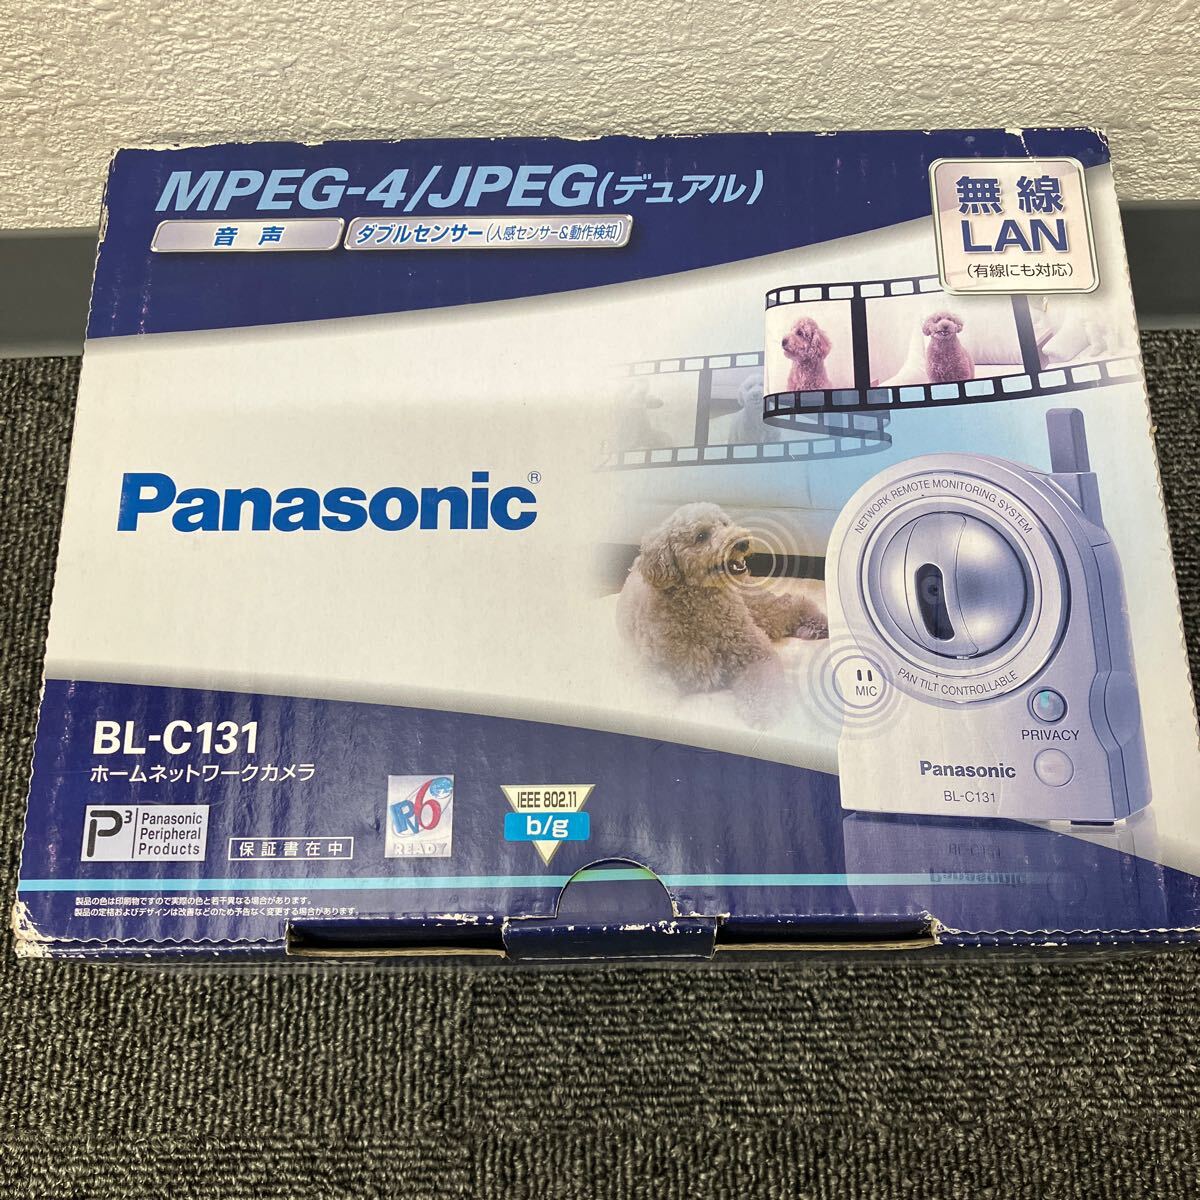 MPEG-4/JPEG(デュアル)
音声
ダブルセンサー(人感センサー&動作検知)
無線
LAN
(有線にも対応)
Panasonic®
NETWORK REMOTE MONITORING SYSTEM
PAN TILT CONTROLLABLE
MIC
PRIVACY
Panasonic
BL-C131
BL-C131
ホームネットワークカメラ
P3
Panasonic
Peripheral
Products
保証書在中
IPv6
READY
IEEE 802.11
b/g
BL-C131
Panasonic
製品の色は印刷物ですので実際の色と若干異なる場合があります。
製品の定格およびデザインは改善などのため予告なく変更する場合があります。